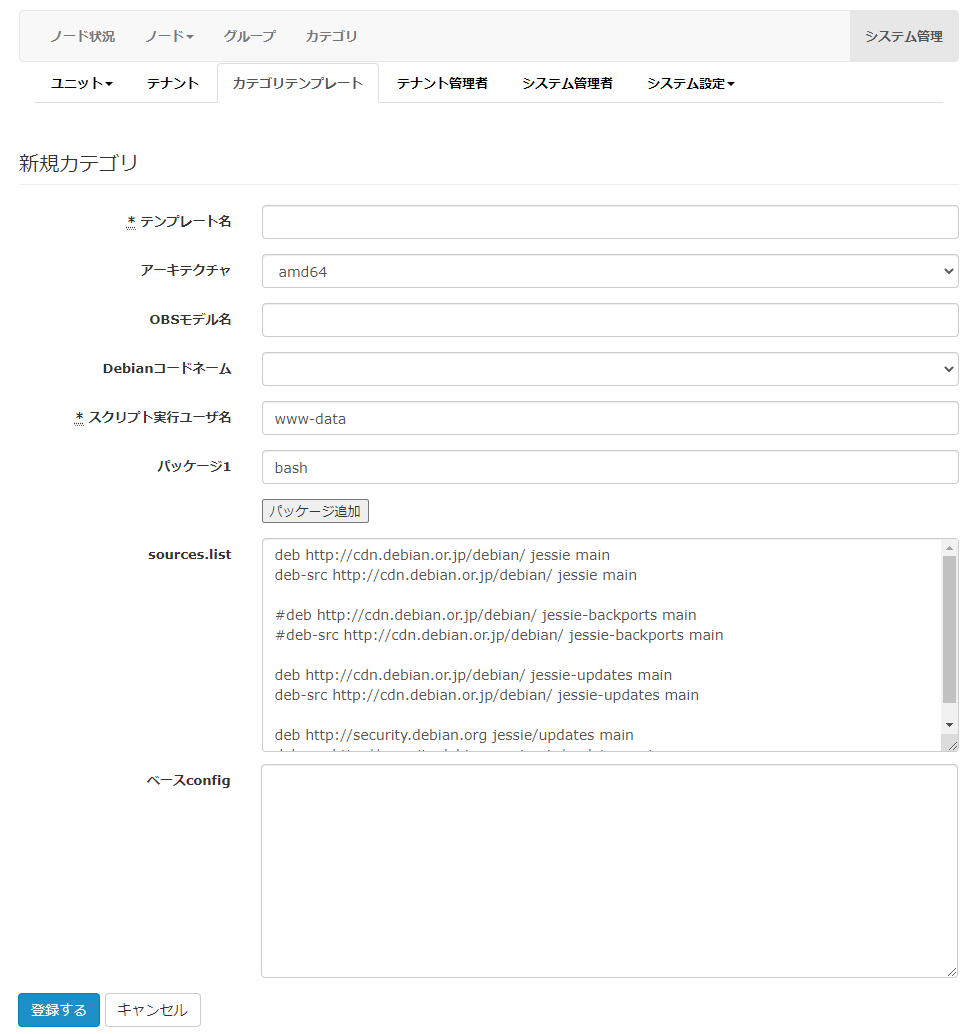 ノード状況 ノード グループ カテゴリ システム管理
ユニット テナント カテゴリテンプレート テナント管理者 システム管理者 システム設定
新規カテゴリ
* テンプレート名
アーキテクチャ amd64
OBSモデル名
Debianコードネーム
* スクリプト実行ユーザ名 www-data
パッケージ1 bash
パッケージ追加
sources.list
deb http://cdn.debian.or.jp/debian/ jessie main
deb-src http://cdn.debian.or.jp/debian/ jessie main
#deb http://cdn.debian.or.jp/debian/ jessie-backports main
#deb-src http://cdn.debian.or.jp/debian/ jessie-backports main
deb http://cdn.debian.or.jp/debian/ jessie-updates main
deb-src http://cdn.debian.or.jp/debian/ jessie-updates main
deb http://security.debian.org jessie/updates main
ベースconfig
登録する キャンセル